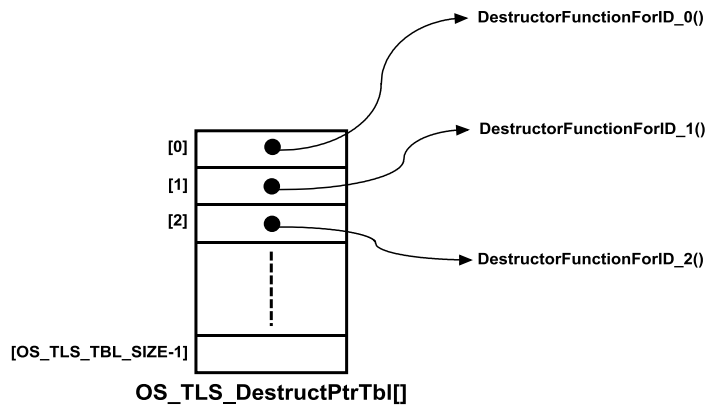 DestructorFunctionForID_0()
DestructorFunctionForID_1()
[0]
[1]
[2]
DestructorFunctionForID_2()
[OS_TLS_TBL_SIZE-1]
OS_TLS_DestructPtrTbl[]